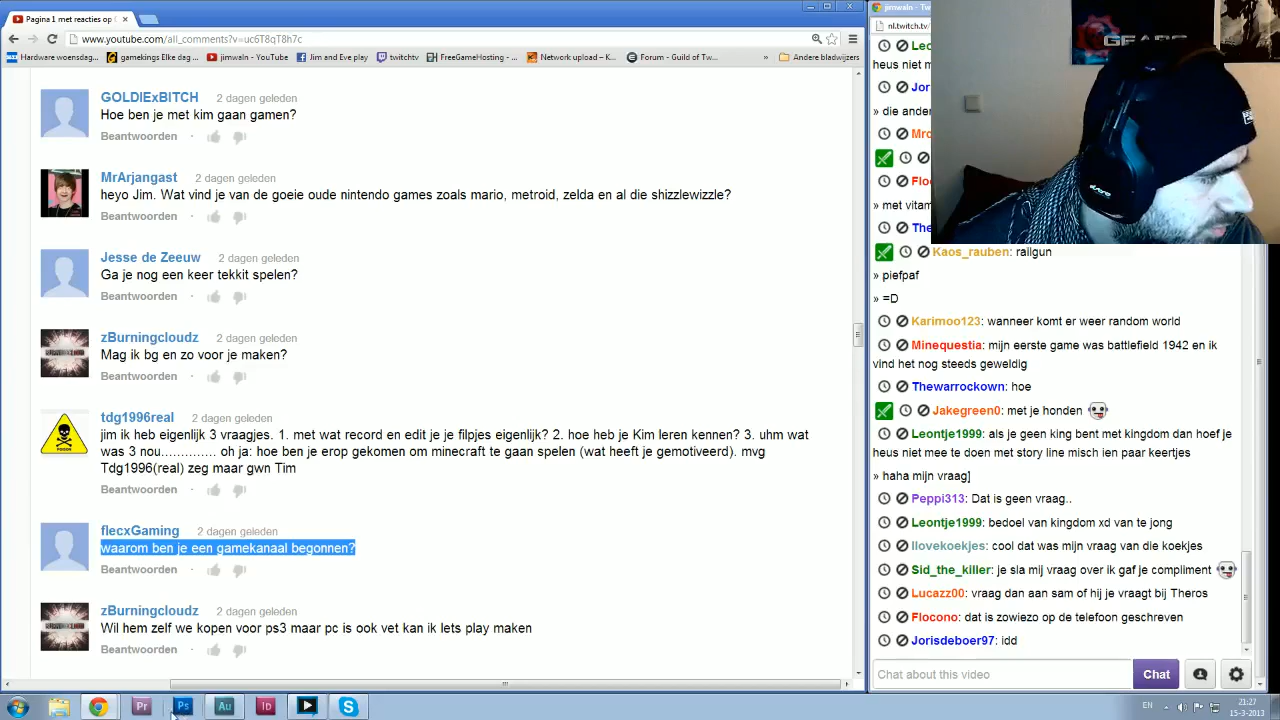 Pagina 1 met reacties op
jimwaln - Tw
www.youtube.com/
ts?v=uc6T8qT8h7c
nl.twitch.tv/
Hardware woensdag...
gamekings Elke dag ...
jimwaln - YouTube
Jim and Eve play
twitchtv
FreeGameHosting - ...
Network upload – K...
Forum - Guild of Tw...
»
Andere bladwijzers
GOLDIExBITCH 2 dagen geleden
Hoe ben je met kim gaan gamen?
Beantwoorden ·
MrArjangast 2 dagen geleden
heyo Jim. Wat vind je van de goeie oude nintendo games zoals mario, metroid, zelda en al die shizzlewizzle?
Beantwoorden ·
Jesse de Zeeuw 2 dagen geleden
Ga je nog een keer tekkit spelen?
Beantwoorden ·
zBurningcloudz 2 dagen geleden
Mag ik bg en zo voor je maken?
Beantwoorden ·
tdg1996real 2 dagen geleden
jim ik heb eigenlijk 3 vraagjes. 1. met wat record en edit je je filpjes eigenlijk? 2. hoe heb je Kim leren kennen? 3. uhm wat
was 3 nou.............. oh ja: hoe ben je erop gekomen om minecraft te gaan spelen (wat heeft je gemotiveerd). mvg
Tdg1996(real) zeg maar gwn Tim
Beantwoorden ·
flecxGaming 2 dagen geleden
waarom ben je een gamekanaal begonnen?
Beantwoorden ·
zBurningcloudz 2 dagen geleden
Wil hem zelf we kopen voor ps3 maar pc is ook vet kan ik lets play maken
Beantwoorden ·
Leo
heus niet m
Jor
» die ander
Mrc
Floc
» met vitam
The
Kaos_rauben: railgun
» piefpaf
» =D
Karimoo123: wanneer komt er weer random world
Minequestia: mijn eerste game was battlefield 1942 en ik
vind het nog steeds geweldig
Thewarrockown: hoe
Jakegreen0: met je honden
Leontje1999: als je geen king bent met kingdom dan hoef je
heus niet mee te doen met story line misch ien paar keertjes
» haha mijn vraag]
Peppi313: Dat is geen vraag..
Leontje1999: bedoel van kingdom xd van te jong
Ilovekoekjes: cool dat was mijn vraag van die koekjes
Sid_the_killer: je sla mij vraag over ik gaf je compliment
Lucazz00: vraag dan aan sam of hij je vraagt bij Theros
Flocono: dat is zowiezo op de telefoon geschreven
Jorisdeboer97: idd
Chat about this video
Chat
GEARS
Pr
Ps
Au
Id
EN
21:27
15-3-2013